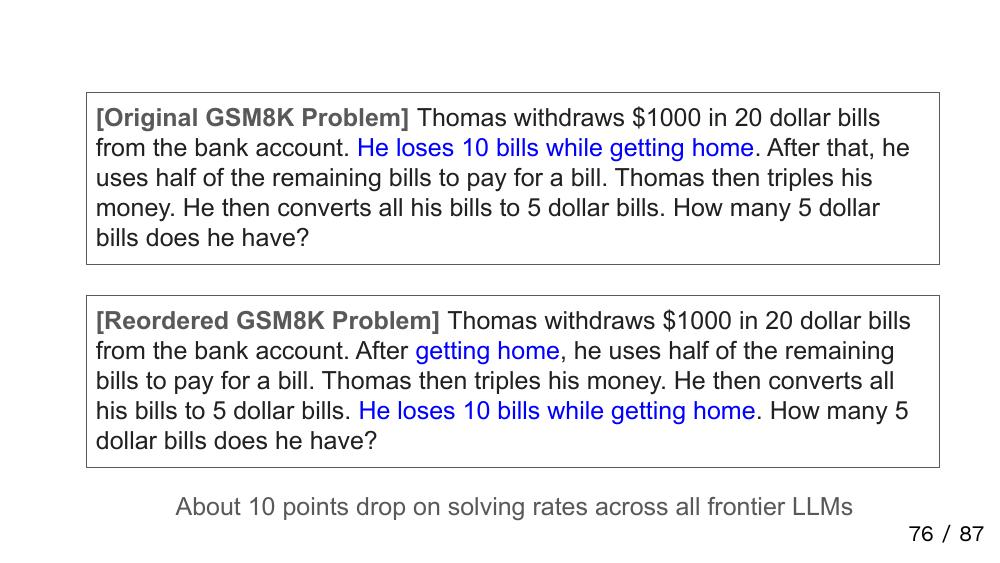 [Original GSM8K Problem] Thomas withdraws $1000 in 20 dollar bills
from the bank account. He loses 10 bills while getting home. After that, he
uses half of the remaining bills to pay for a bill. Thomas then triples his
money. He then converts all his bills to 5 dollar bills. How many 5 dollar
bills does he have?
[Reordered GSM8K Problem] Thomas withdraws $1000 in 20 dollar bills
from the bank account. After getting home, he uses half of the remaining
bills to pay for a bill. Thomas then triples his money. He then converts all
his bills to 5 dollar bills. He loses 10 bills while getting home. How many 5
dollar bills does he have?
About 10 points drop on solving rates across all frontier LLMs
76 / 87